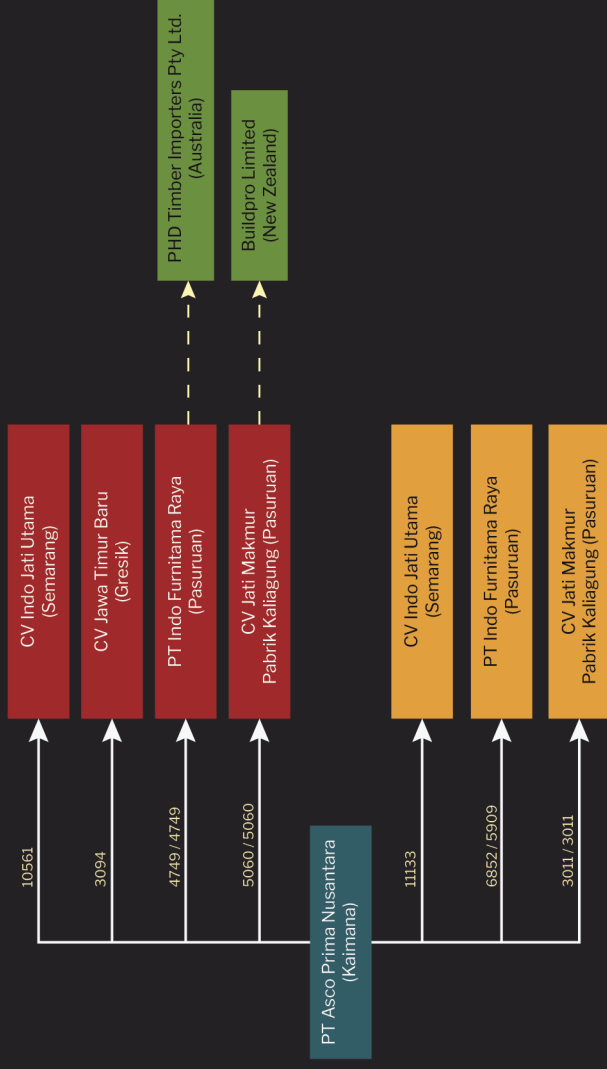 PT Asco Prima Nusantara
(Kaimana)
10561
CV Indo Jati Utama
(Semarang)
3094
CV Jawa Timur Baru
(Gresik)
4749 / 4749
PT Indo Furnitama Raya
(Pasuruan)
PHD Timber Importers Pty Ltd.
(Australia)
5060 / 5060
CV Jati Makmur
Pabrik Kaliagung (Pasuruan)
Buildpro Limited
(New Zealand)
11133
CV Indo Jati Utama
(Semarang)
6852 / 5909
PT Indo Furnitama Raya
(Pasuruan)
3011 / 3011
CV Jati Makmur
Pabrik Kaliagung (Pasuruan)